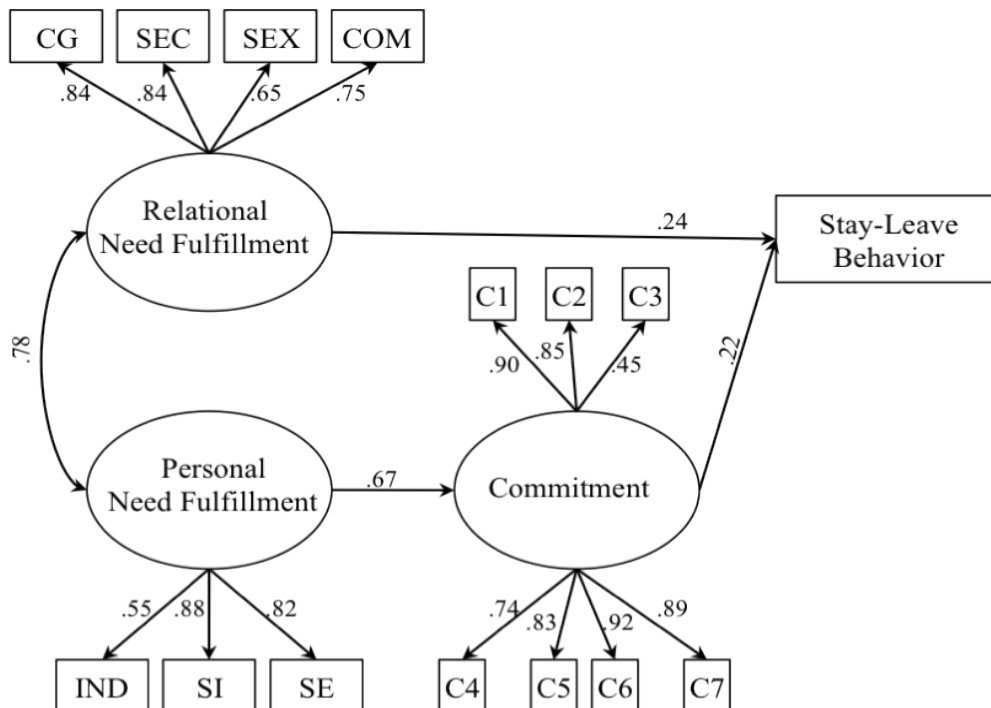 CG SEC SEX COM
.84 .84 .65 .75
Relational
Need Fulfillment
.24
Stay-Leave
Behavior
C1 C2 C3
.90 .85 .45
.22
.78
Personal
Need Fulfillment
.67
Commitment
.55 .88 .82
.74 .83 .92 .89
IND SI SE
C4 C5 C6 C7